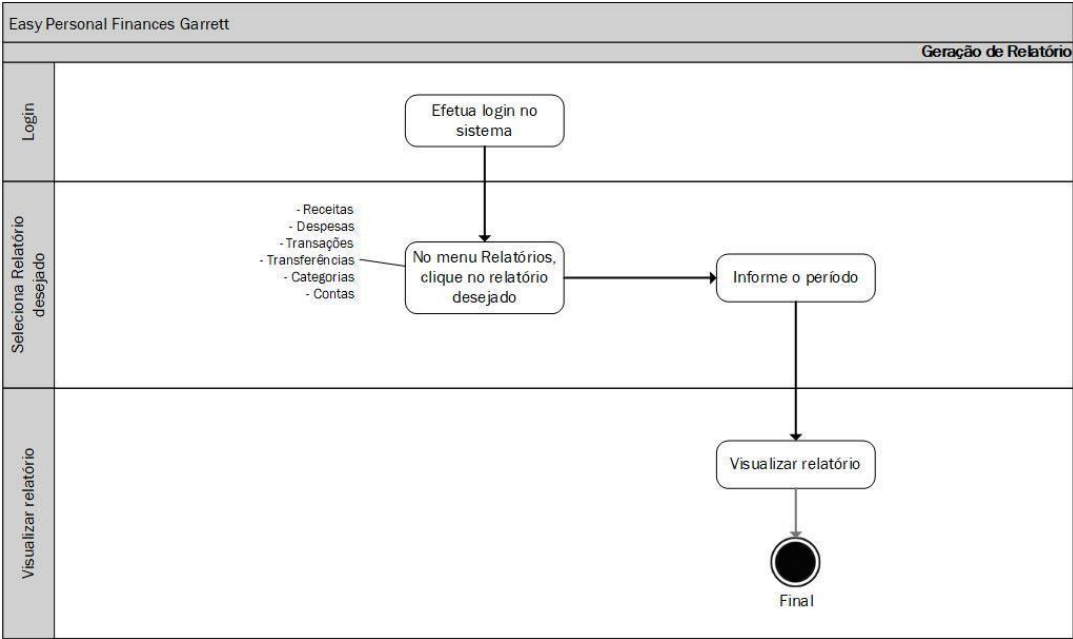 Easy Personal Finances Garrett
Geração de Relatório
Login
Efetua login no
sistema
Seleciona Relatório
desejado
- Receitas
- Despesas
- Transações
- Transferências
- Categorias
- Contas
No menu Relatórios,
clique no relatório
desejado
Informe o período
Visualizar relatório
Visualizar relatório
Final